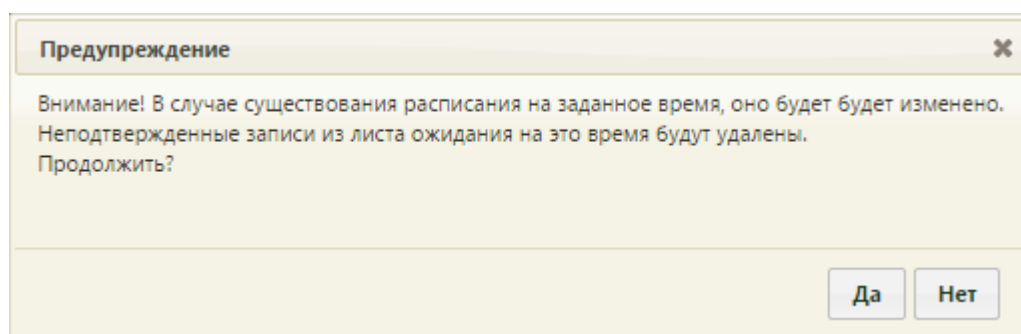 Предупреждение
Внимание! В случае существования расписания на заданное время, оно будет будет изменено.
Неподтвержденные записи из листа ожидания на это время будут удалены.
Продолжить?
Да Нет